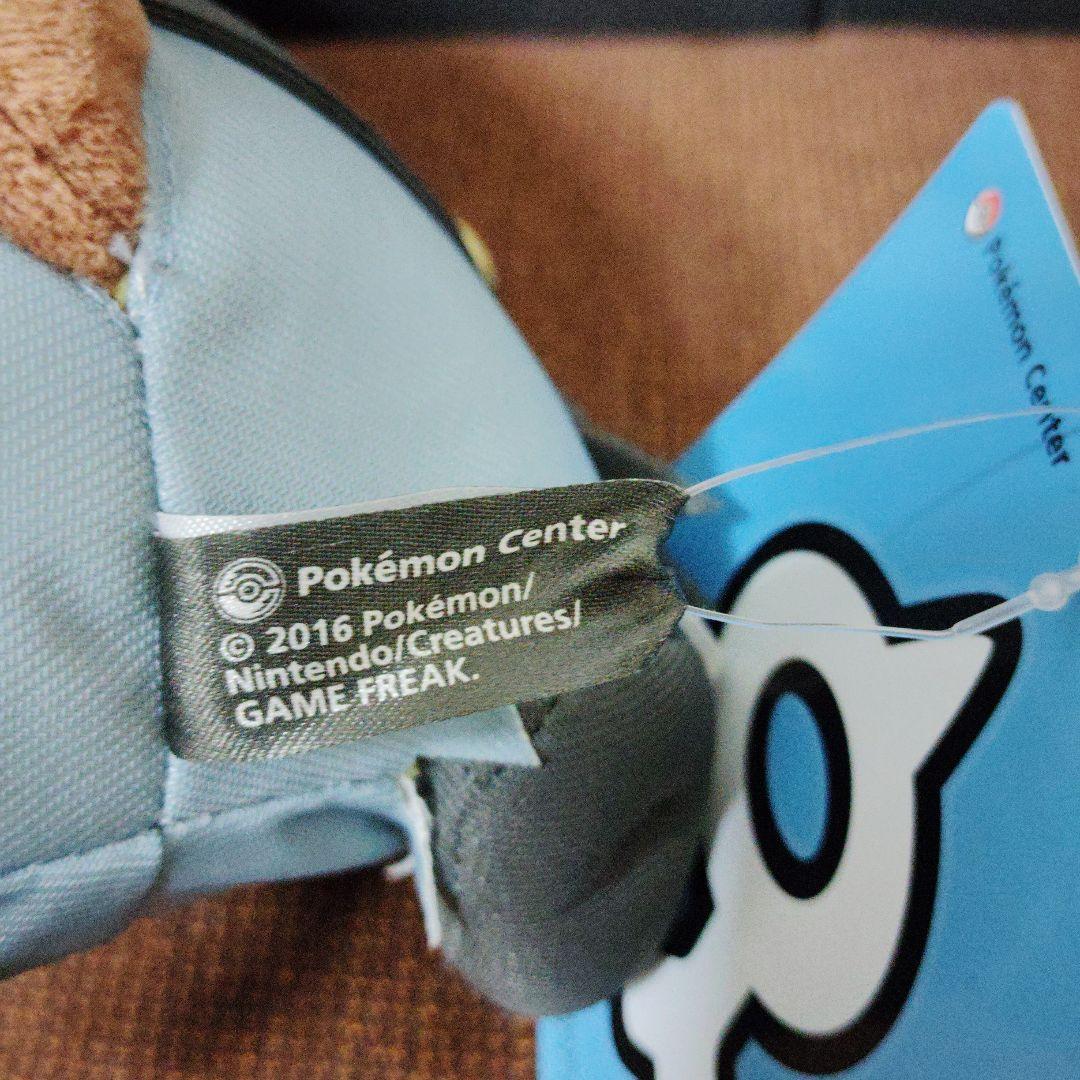 Pokémon Center
© 2016 Pokémon/
Nintendo/Creatures/
GAME FREAK.
Pokémon Center